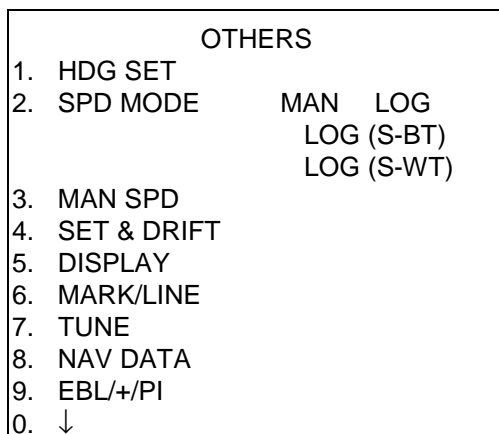 OTHERS
1. HDG SET
2. SPD MODE MAN LOG
LOG (S-BT)
LOG (S-WT)
3. MAN SPD
4. SET & DRIFT
5. DISPLAY
6. MARK/LINE
7. TUNE
8. NAV DATA
9. EBL/+/PI
0. ↓